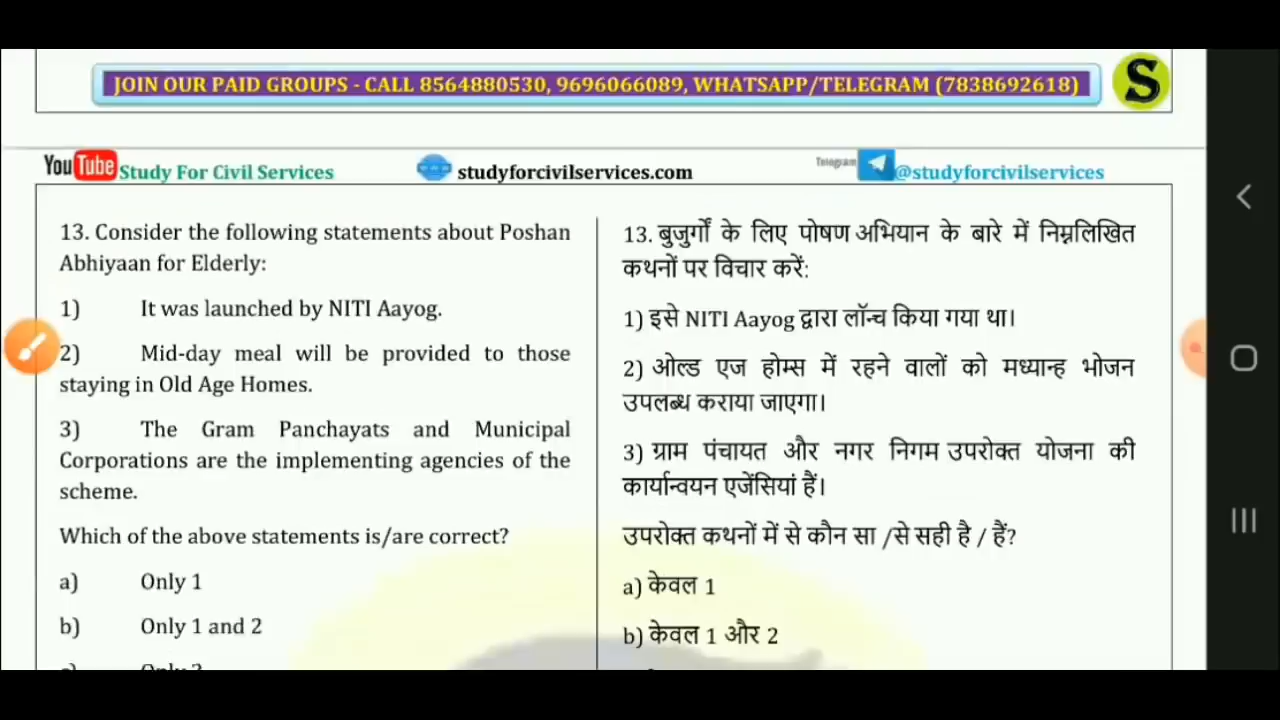 JOIN OUR PAID GROUPS - CALL 8564880530, 9696066089, WHATSAPP/TELEGRAM (7838692618)
S
YouTube Study For Civil Services
studyforcivilservices.com
Telegram @studyforcivilservices
13. Consider the following statements about Poshan
Abhiyaan for Elderly:
1) It was launched by NITI Aayog.
2) Mid-day meal will be provided to those
staying in Old Age Homes.
3) The Gram Panchayats and Municipal
Corporations are the implementing agencies of the
scheme.
Which of the above statements is/are correct?
a) Only 1
b) Only 1 and 2
13. बुजुर्गों के लिए पोषण अभियान के बारे में निम्नलिखित
कथनों पर विचार करें:
1) इसे NITI Aayog द्वारा लॉन्च किया गया था।
2) ओल्ड एज होम्स में रहने वालों को मध्यान्ह भोजन
उपलब्ध कराया जाएगा।
3) ग्राम पंचायत और नगर निगम उपरोक्त योजना की
कार्यान्वयन एजेंसियां हैं।
उपरोक्त कथनों में से कौन सा /से सही है / हैं?
a) केवल 1
b) केवल 1 और 2